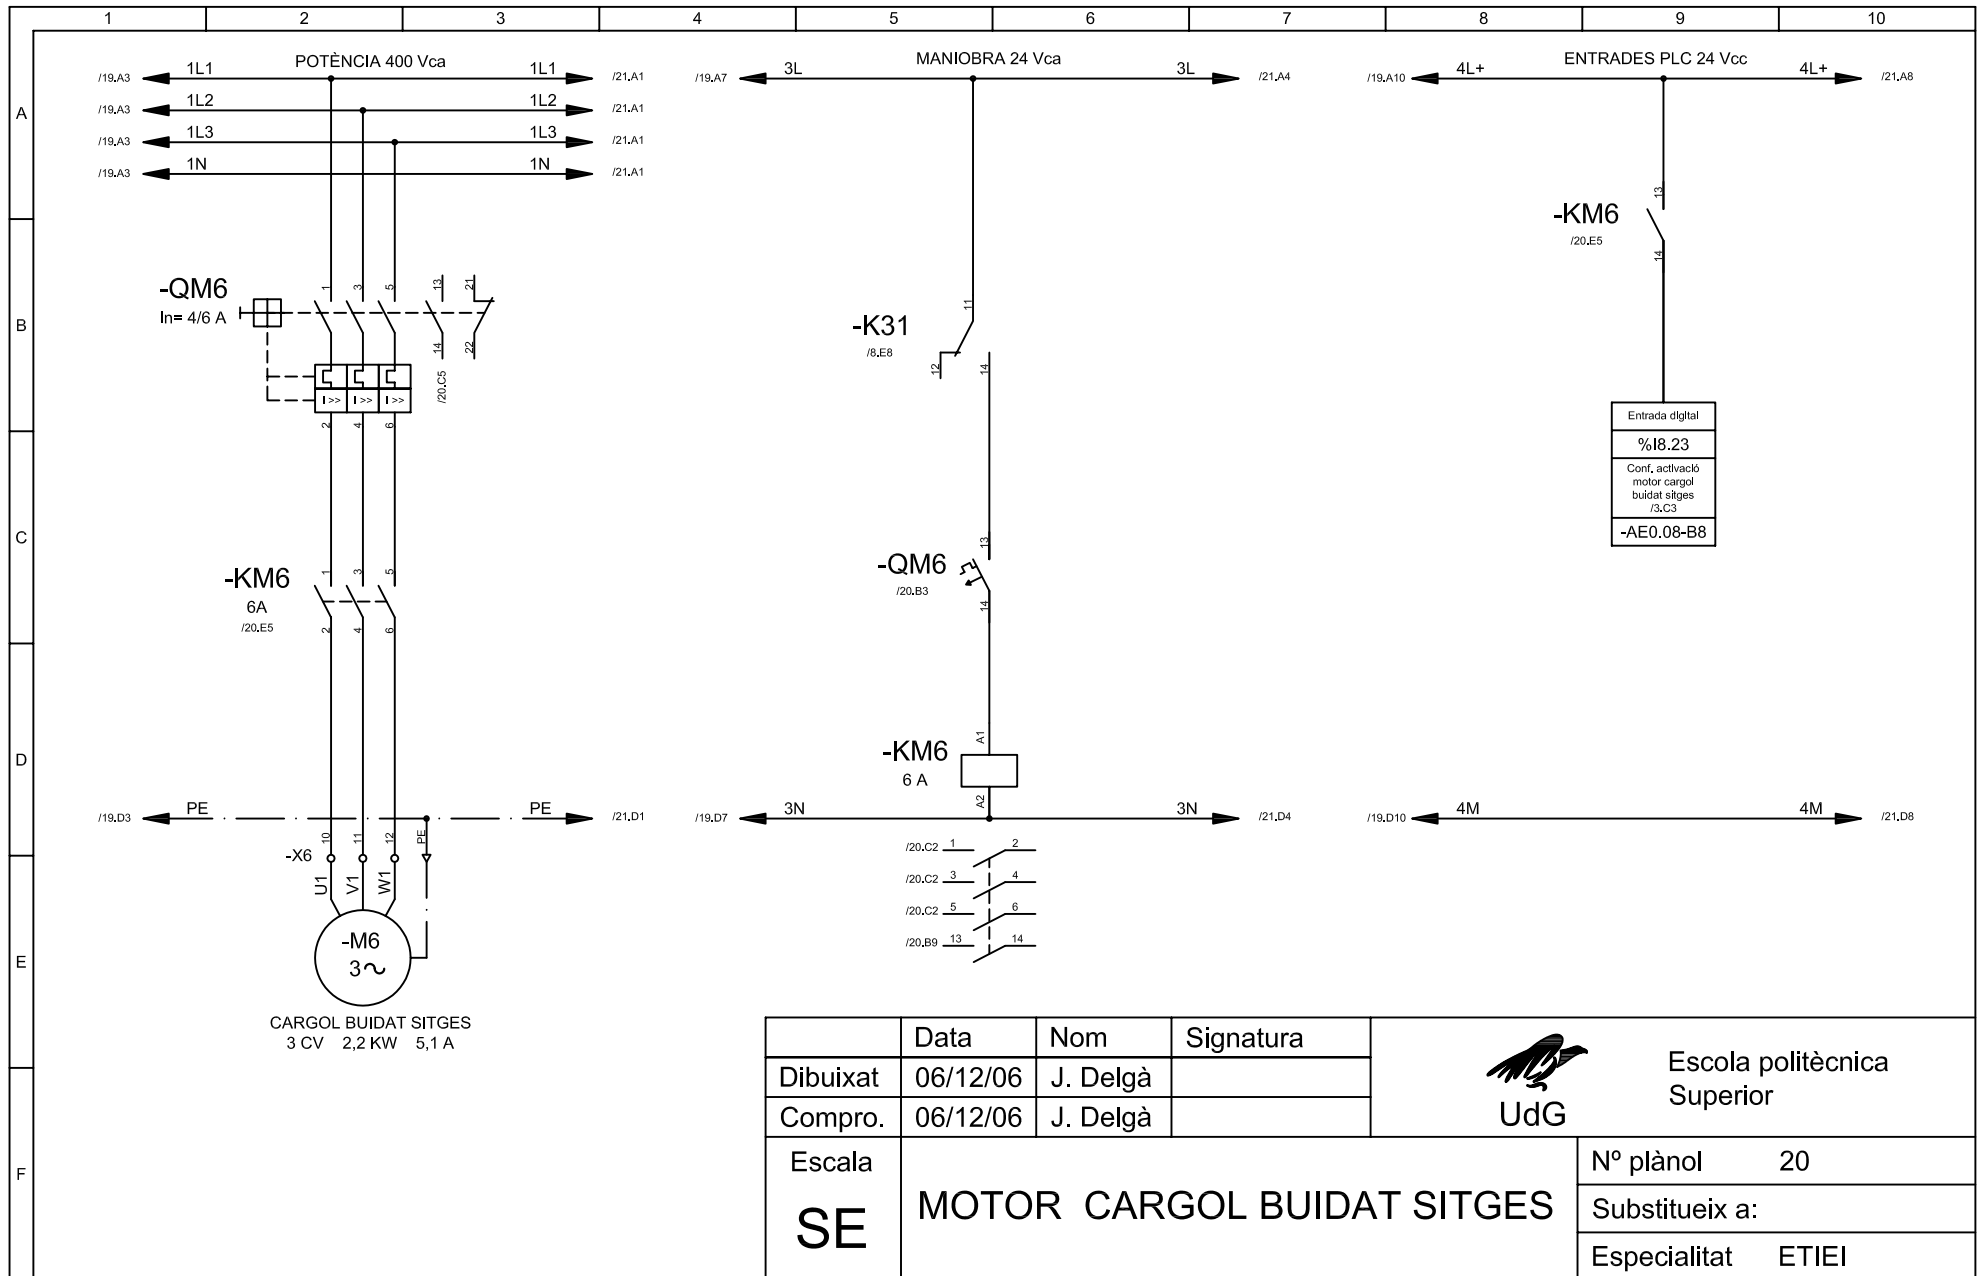 1 2 3 4 5 6 7 8 9 10
A
B
C
D
E
F
POTÈNCIA 400 Vca
/19.A3 1L1 1L1 /21.A1
/19.A3 1L2 1L2 /21.A1
/19.A3 1L3 1L3 /21.A1
/19.A3 1N 1N /21.A1
-QM6
In= 4/6 A
1 3 5 13 21
14 22
/20.C5
I >> I >> I >>
2 4 6
-KM6
6A
/20.E5
1 3 5
2 4 6
/19.D3 PE PE /21.D1
10 11 12 PE
-X6
U1 V1 W1
-M6
3~
CARGOL BUIDAT SITGES
3 CV 2,2 KW 5,1 A
MANIOBRA 24 Vca
/19.A7 3L 3L /21.A4
11
-K31
/8.E8
12 14
13
-QM6
/20.B3
14
A1
-KM6
6 A
A2
/19.D7 3N 3N /21.D4
/20.C2 1 2
/20.C2 3 4
/20.C2 5 6
/20.B9 13 14
ENTRADES PLC 24 Vcc
/19.A10 4L+ 4L+ /21.A8
13
-KM6
/20.E5
14
Entrada digital
%I8.23
Conf. activació
motor cargol
buidat sitges
/3.C3
-AE0.08-B8
/19.D10 4M 4M /21.D8
Data Nom Signatura
Dibuixat 06/12/06 J. Delgà
Compro. 06/12/06 J. Delgà
UdG
Escola politècnica
Superior
Escala
SE
MOTOR CARGOL BUIDAT SITGES
Nº plànol 20
Substitueix a:
Especialitat ETIEI